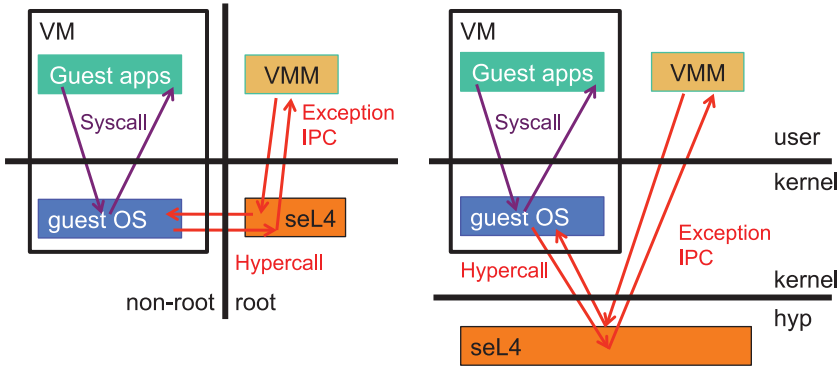 VM
Guest apps
VMM
Syscall
Exception
IPC
guest OS
seL4
Hypercall
non-root
root
VM
Guest apps
VMM
Syscall
user
kernel
guest OS
Hypercall
Exception
IPC
kernel
hyp
seL4